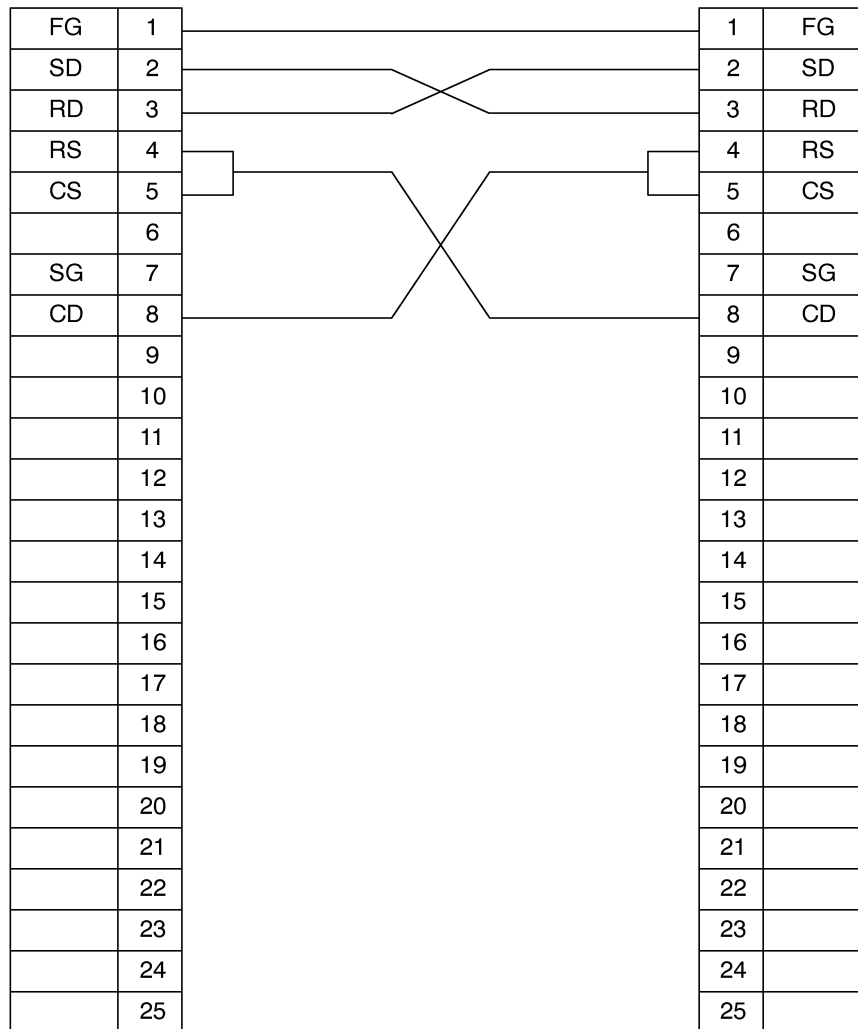 FG 1 1 FG
SD 2 2 SD
RD 3 3 RD
RS 4 4 RS
CS 5 5 CS
6 6
SG 7 7 SG
CD 8 8 CD
9 9
10 10
11 11
12 12
13 13
14 14
15 15
16 16
17 17
18 18
19 19
20 20
21 21
22 22
23 23
24 24
25 25